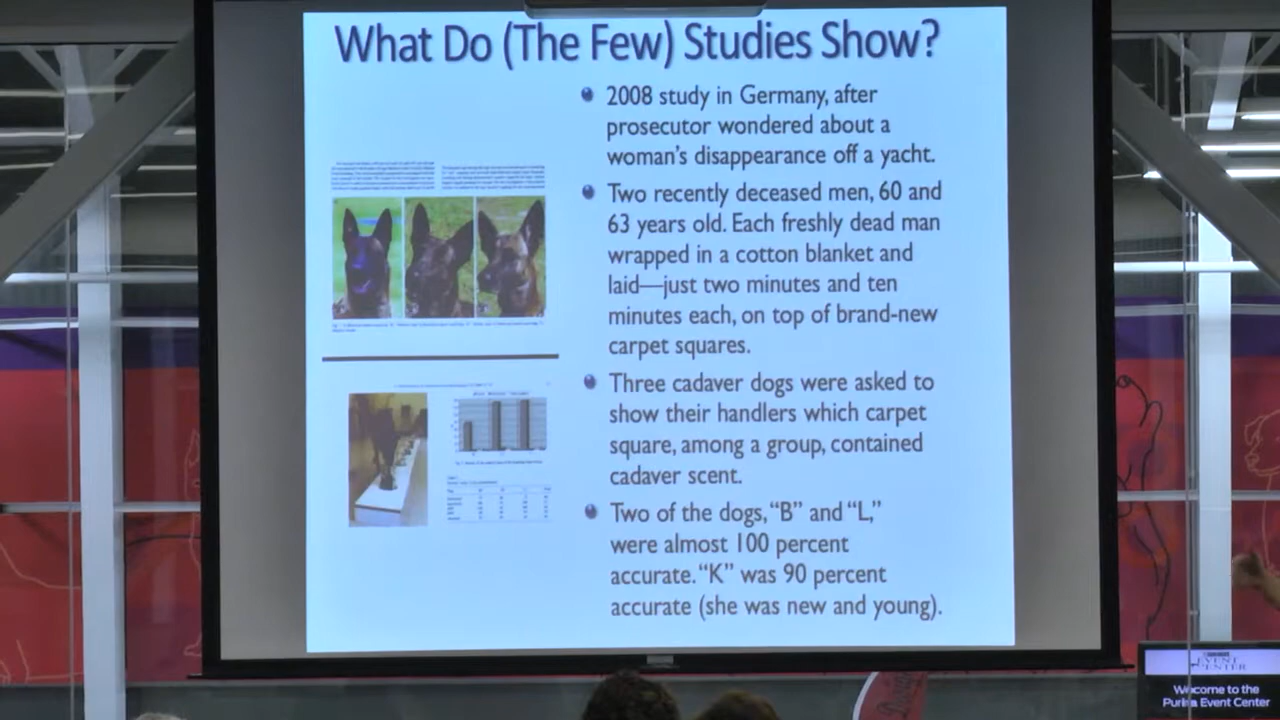 What Do (The Few) Studies Show?
2008 study in Germany, after
prosecutor wondered about a
woman's disappearance off a yacht.
Two recently deceased men, 60 and
63 years old. Each freshly dead man
wrapped in a cotton blanket and
laid—just two minutes and ten
minutes each, on top of brand-new
carpet squares.
Three cadaver dogs were asked to
show their handlers which carpet
square, among a group, contained
cadaver scent.
Two of the dogs, “B” and “L,”
were almost 100 percent
accurate. “K” was 90 percent
accurate (she was new and young).
EVENT
CENTER
Welcome to the
Purina Event Center